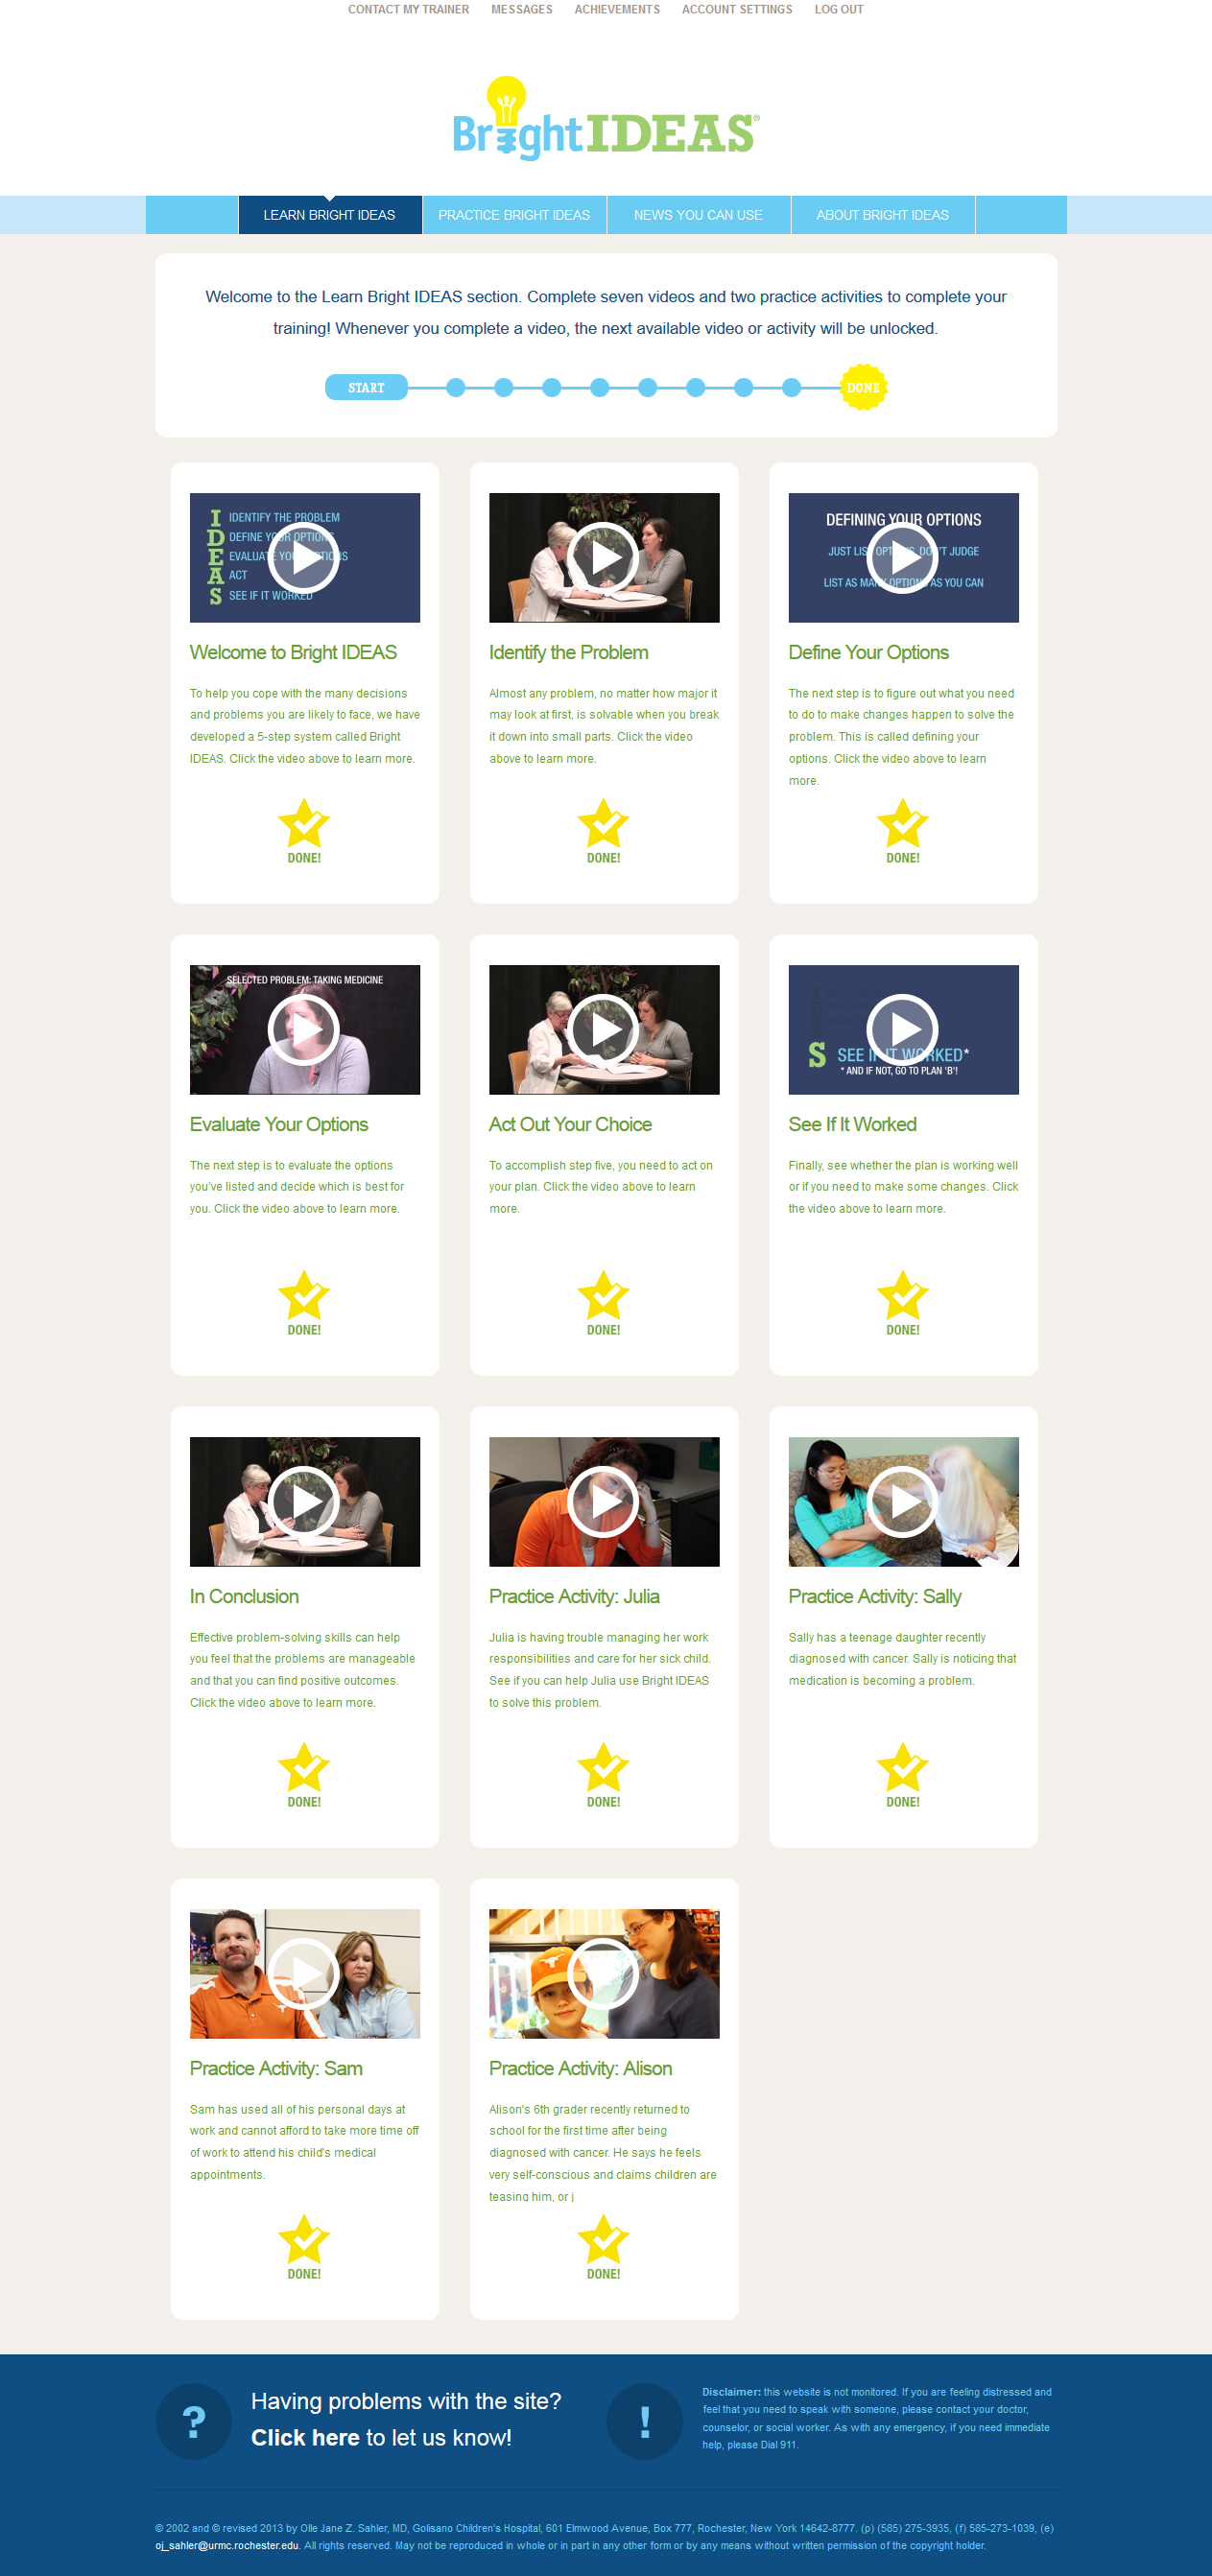 CONTACT MY TRAINER MESSAGES ACHIEVEMENTS ACCOUNT SETTINGS LOG OUT
Bright IDEAS®
LEARN BRIGHT IDEAS PRACTICE BRIGHT IDEAS NEWS YOU CAN USE ABOUT BRIGHT IDEAS
Welcome to the Learn Bright IDEAS section. Complete seven videos and two practice activities to complete your
training! Whenever you complete a video, the next available video or activity will be unlocked.
START DONE
I IDENTIFY THE PROBLEM
D DEFINE YOUR OPTIONS
E EVALUATE YOUR OPTIONS
A ACT
S SEE IF IT WORKED
Welcome to Bright IDEAS
To help you cope with the many decisions
and problems you are likely to face, we have
developed a 5-step system called Bright
IDEAS. Click the video above to learn more.
DONE!
Identify the Problem
Almost any problem, no matter how major it
may look at first, is solvable when you break
it down into small parts. Click the video
above to learn more.
DONE!
DEFINING YOUR OPTIONS
JUST LIST OPTIONS, DON'T JUDGE
LIST AS MANY OPTIONS AS YOU CAN
Define Your Options
The next step is to figure out what you need
to do to make changes happen to solve the
problem. This is called defining your
options. Click the video above to learn
more.
DONE!
SELECTED PROBLEM: TAKING MEDICINE
Evaluate Your Options
The next step is to evaluate the options
you've listed and decide which is best for
you. Click the video above to learn more.
DONE!
Act Out Your Choice
To accomplish step five, you need to act on
your plan. Click the video above to learn
more.
DONE!
S SEE IF IT WORKED*
* AND IF NOT, GO TO PLAN 'B'!
See If It Worked
Finally, see whether the plan is working well
or if you need to make some changes. Click
the video above to learn more.
DONE!
In Conclusion
Effective problem-solving skills can help
you feel that the problems are manageable
and that you can find positive outcomes.
Click the video above to learn more.
DONE!
Practice Activity: Julia
Julia is having trouble managing her work
responsibilities and care for her sick child.
See if you can help Julia use Bright IDEAS
to solve this problem.
DONE!
Practice Activity: Sally
Sally has a teenage daughter recently
diagnosed with cancer. Sally is noticing that
medication is becoming a problem.
DONE!
Practice Activity: Sam
Sam has used all of his personal days at
work and cannot afford to take more time off
of work to attend his child's medical
appointments.
DONE!
Practice Activity: Alison
Alison's 6th grader recently returned to
school for the first time after being
diagnosed with cancer. He says he feels
very self-conscious and claims children are
teasing him, or j
DONE!
?
Having problems with the site?
Click here to let us know!
!
Disclaimer: this website is not monitored. If you are feeling distressed and
feel that you need to speak with someone, please contact your doctor,
counselor, or social worker. As with any emergency, if you need immediate
help, please Dial 911.
© 2002 and © revised 2013 by Olle Jane Z. Sahler, MD, Golisano Children's Hospital, 601 Elmwood Avenue, Box 777, Rochester, New York 14642-8777. (p) (585) 275-3935, (f) 585-273-1039, (e)
oj_sahler@urmc.rochester.edu. All rights reserved. May not be reproduced in whole or in part in any other form or by any means without written permission of the copyright holder.